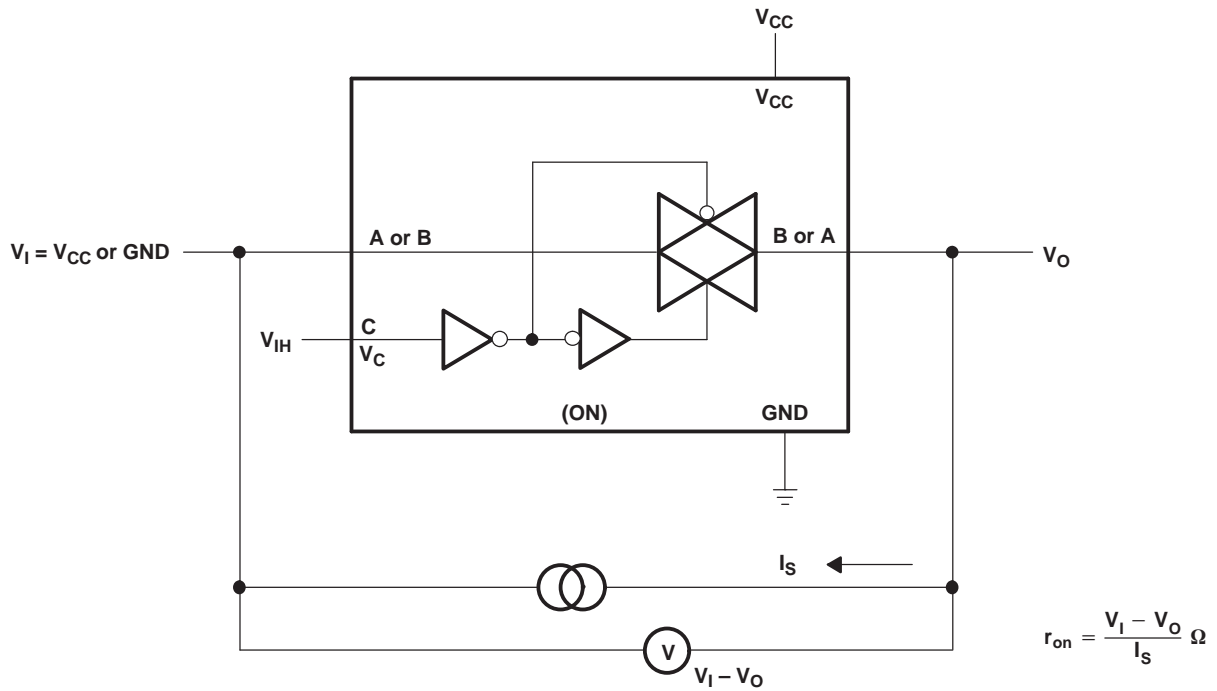 VCC
VCC
VI = VCC or GND
A or B
B or A
VO
VIH
C
VC
(ON)
GND
IS
V
VI – VO
ron = VI – VO / IS Ω